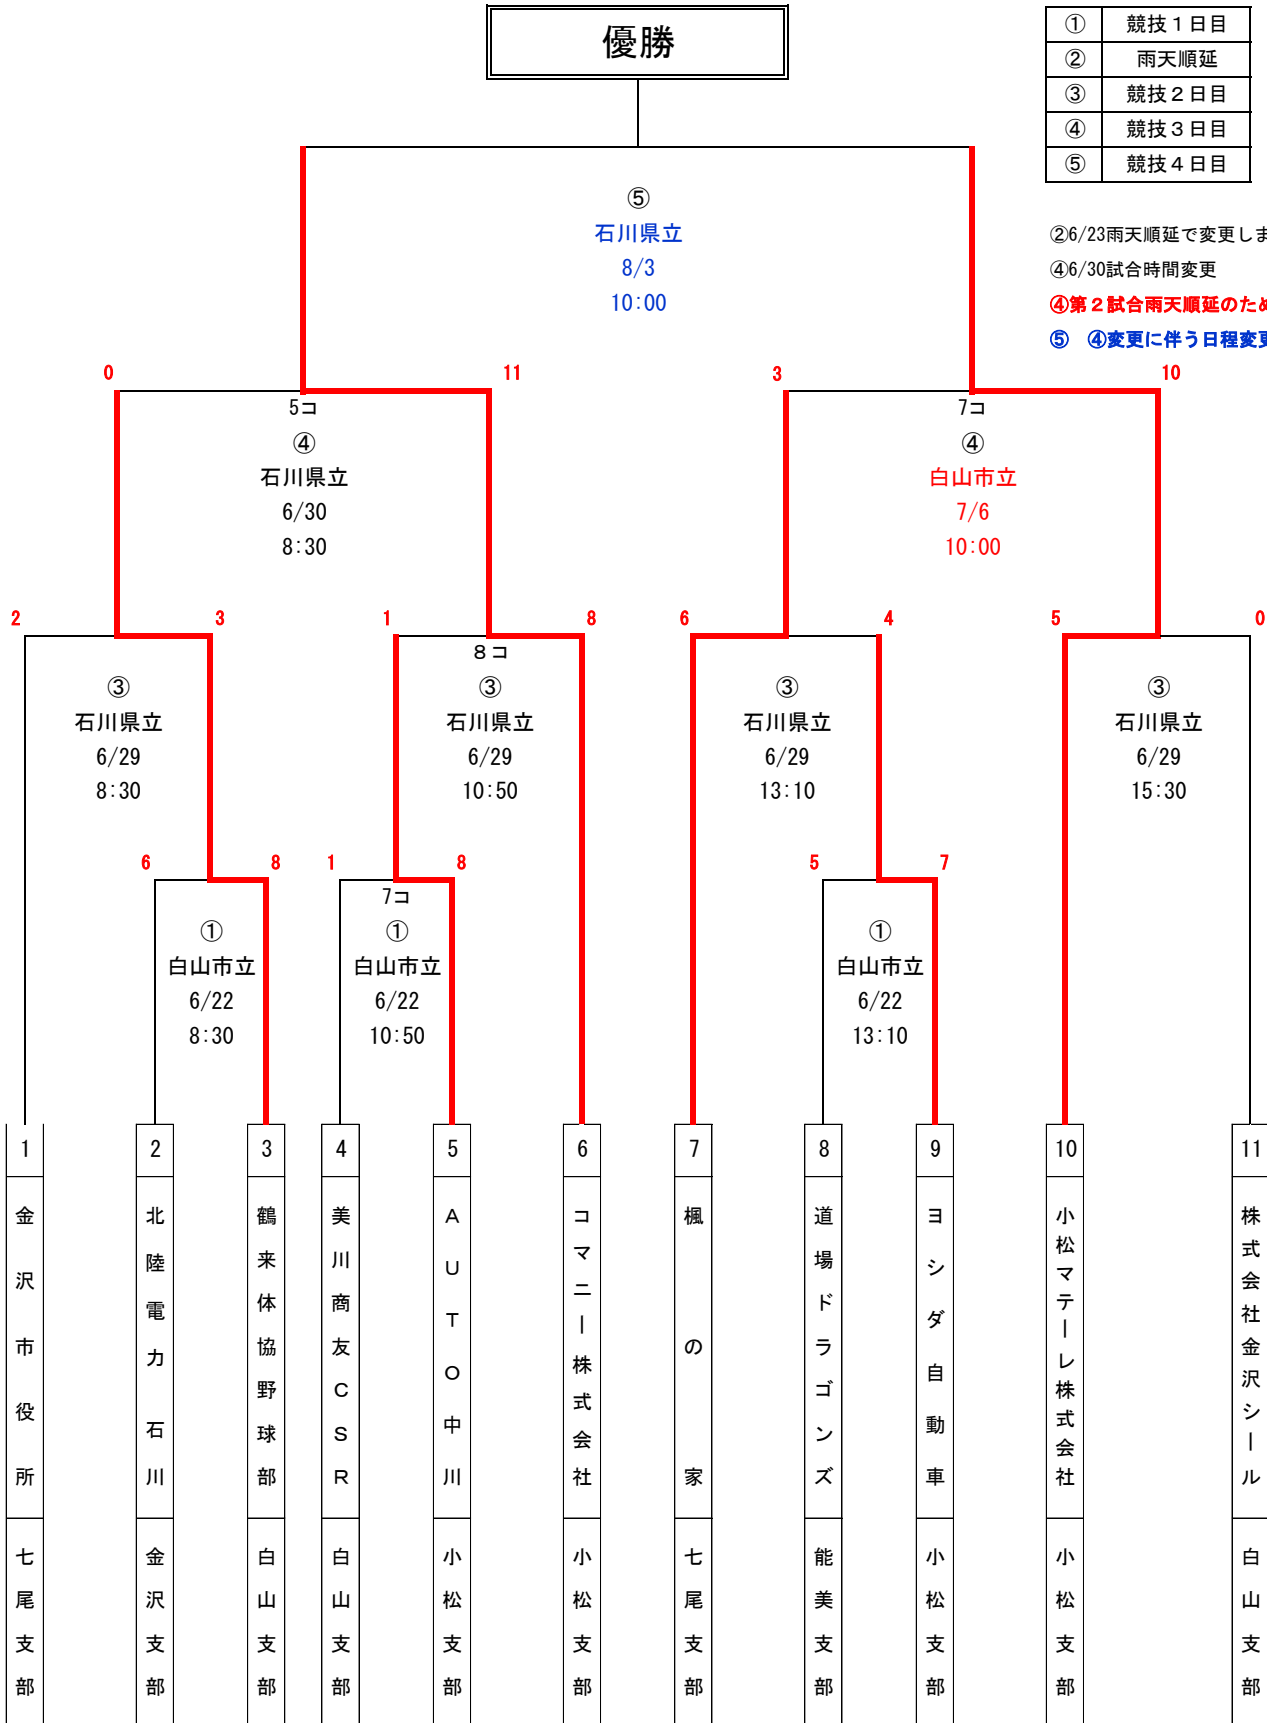 優勝
① 競技１日目
② 雨天順延
③ 競技２日目
④ 競技３日目
⑤ 競技４日目
②6/23雨天順延で変更しま
④6/30試合時間変更
④第２試合雨天順延のため
⑤　④変更に伴う日程変更
⑤
石川県立
8/3
10:00
0 11 3 10
5コ 7コ
④
石川県立
6/30
8:30
④
白山市立
7/6
10:00
2 3 1 8 6 4 5 0
８コ
③
石川県立
6/29
8:30
③
石川県立
6/29
10:50
③
石川県立
6/29
13:10
③
石川県立
6/29
15:30
6 8 1 8 5 7
7コ
①
白山市立
6/22
8:30
①
白山市立
6/22
10:50
①
白山市立
6/22
13:10
1 金沢市役所 七尾支部
2 北陸電力　石川 金沢支部
3 鶴来体協野球部 白山支部
4 美川商友ＣＳＲ 白山支部
5 ＡＵＴＯ中川 小松支部
6 コマニー株式会社 小松支部
7 楓の家 七尾支部
8 道場ドラゴンズ 能美支部
9 ヨシダ自動車 小松支部
10 小松マテーレ株式会社 小松支部
11 株式会社金沢シール 白山支部